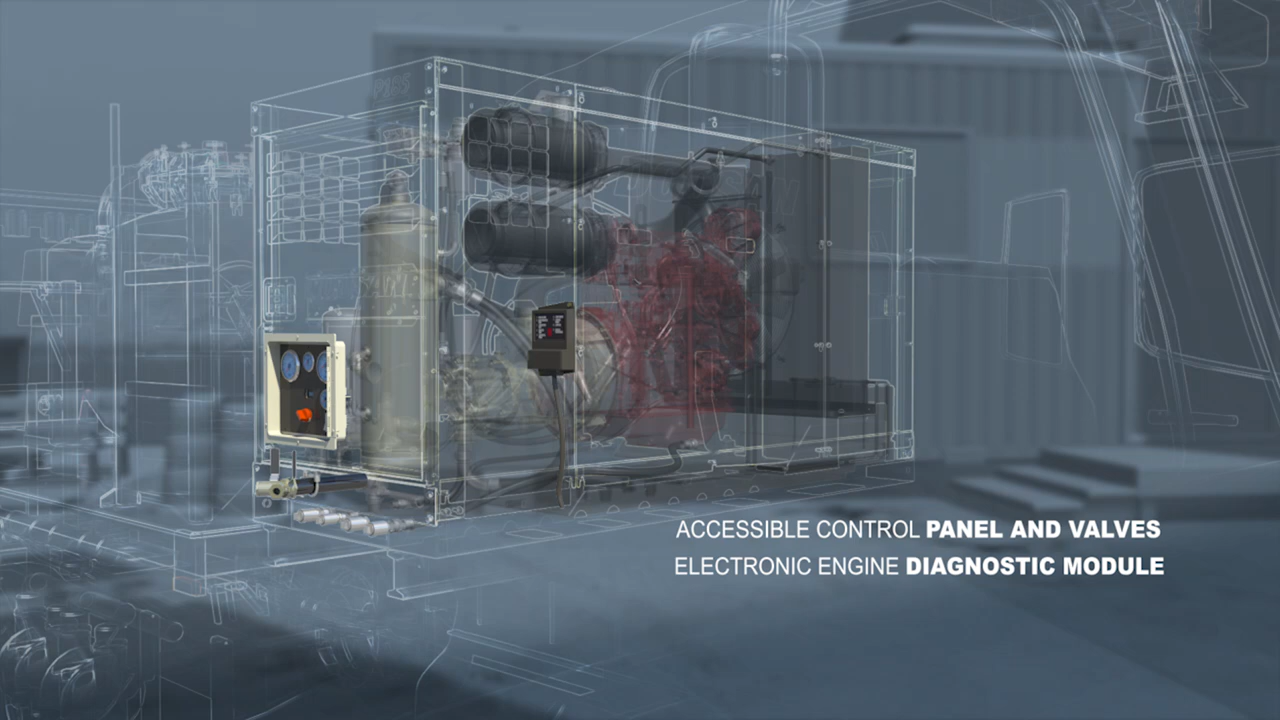 ACCESSIBLE CONTROL PANEL AND VALVES
ELECTRONIC ENGINE DIAGNOSTIC MODULE